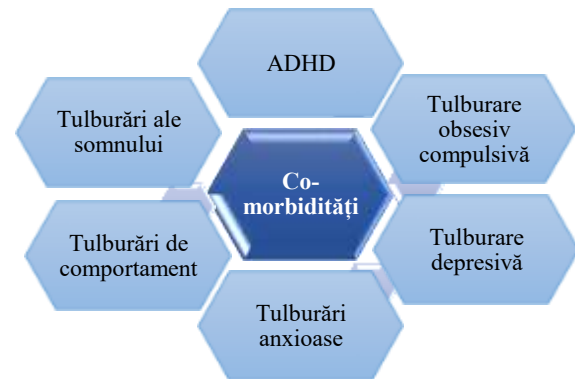 ADHD
Tulburare
obsesiv
compulsivă
Tulburare
depresivă
Tulburări
anxioase
Tulburări de
comportament
Tulburări ale
somnului
Co-
morbidități